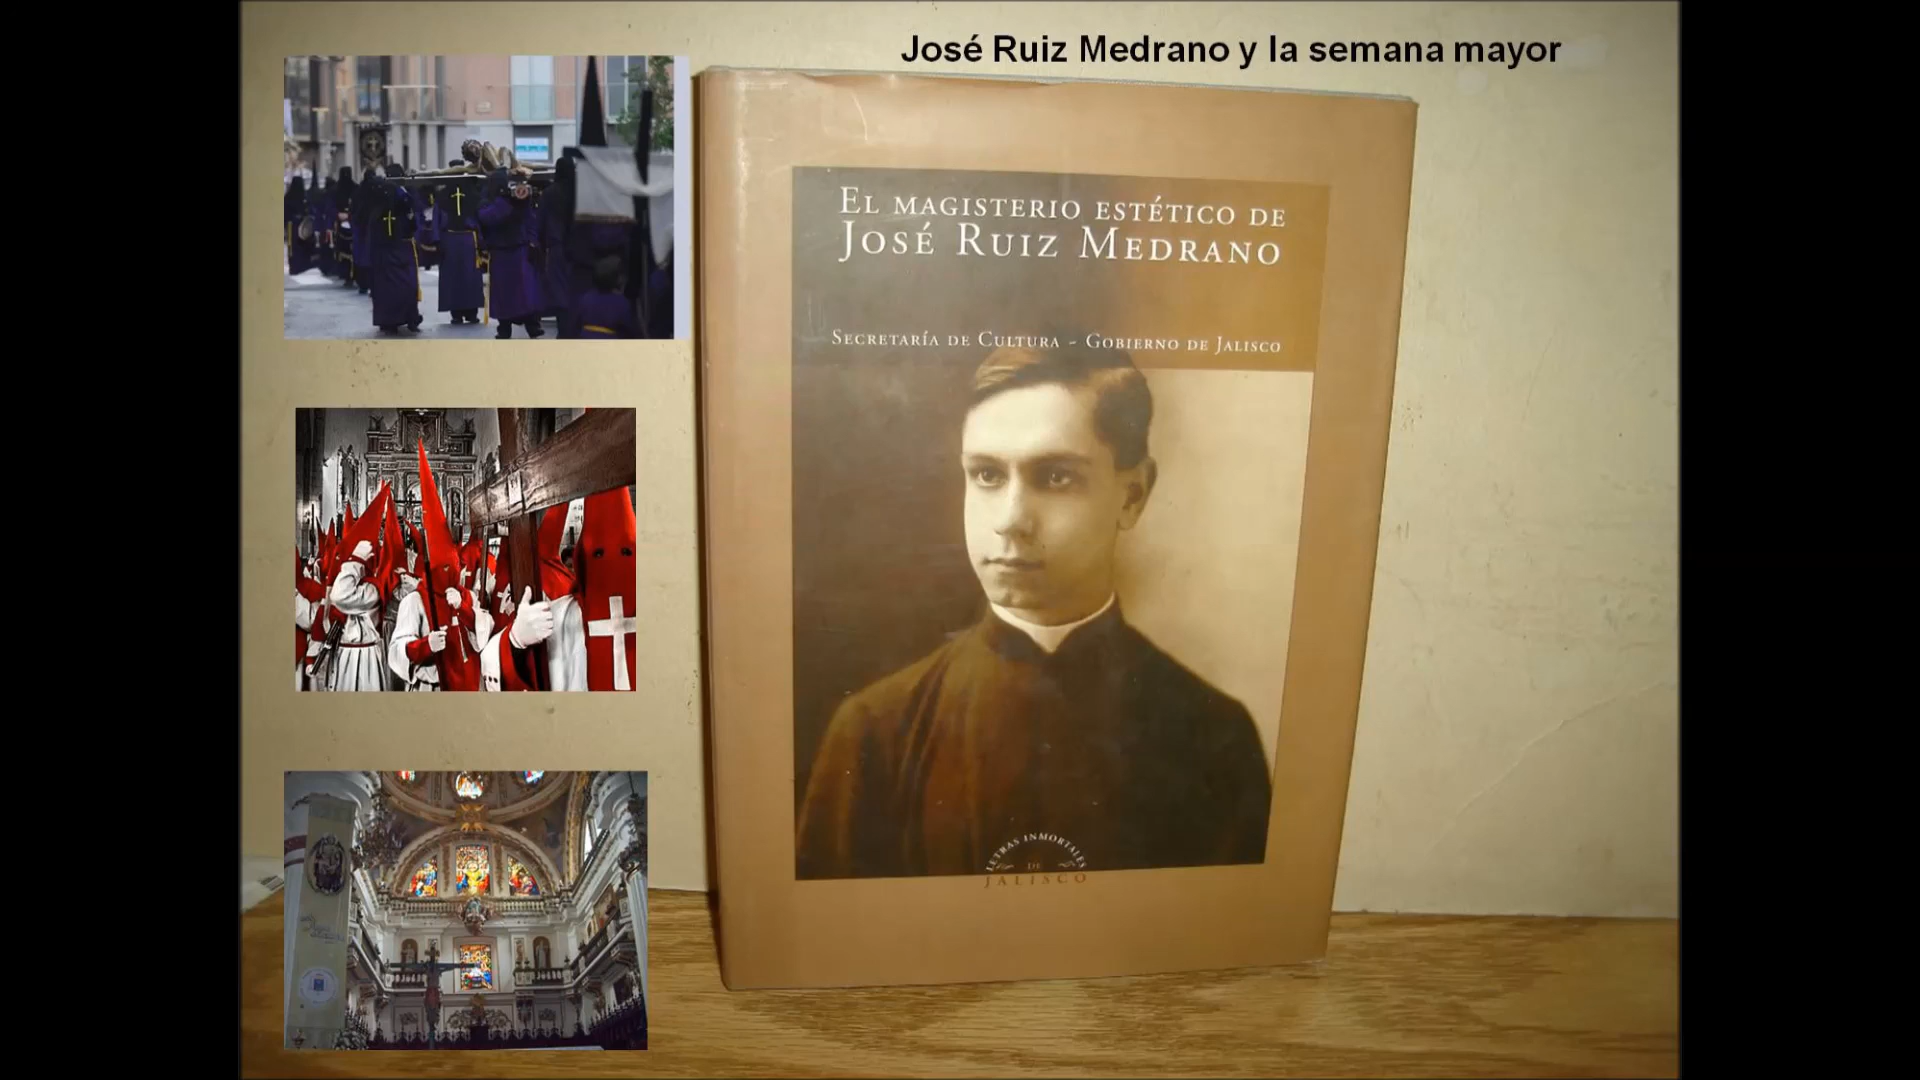 José Ruiz Medrano y la semana mayor
El magisterio estético de
José Ruiz Medrano
Secretaría de Cultura - Gobierno de Jalisco
LETRAS INMORTALES
DE
JALISCO